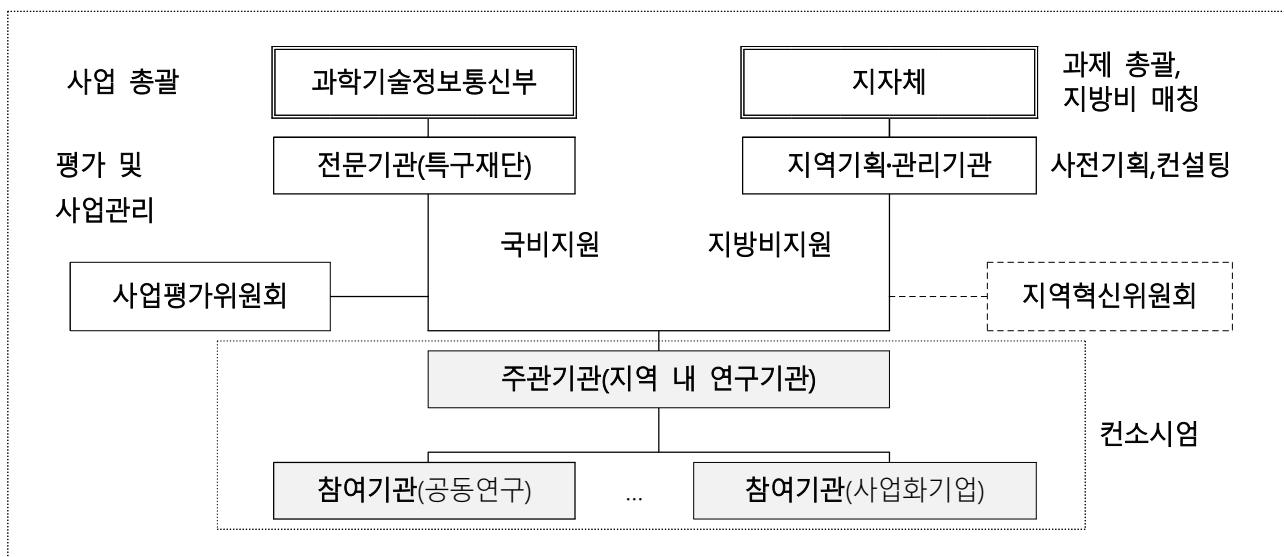 사업 총괄
과학기술정보통신부
지자체
과제 총괄,
지방비 매칭
평가 및
사업관리
전문기관(특구재단)
지역기획·관리기관
사전기획,컨설팅
국비지원
지방비지원
사업평가위원회
지역혁신위원회
주관기관(지역 내 연구기관)
컨소시엄
참여기관(공동연구)
...
참여기관(사업화기업)